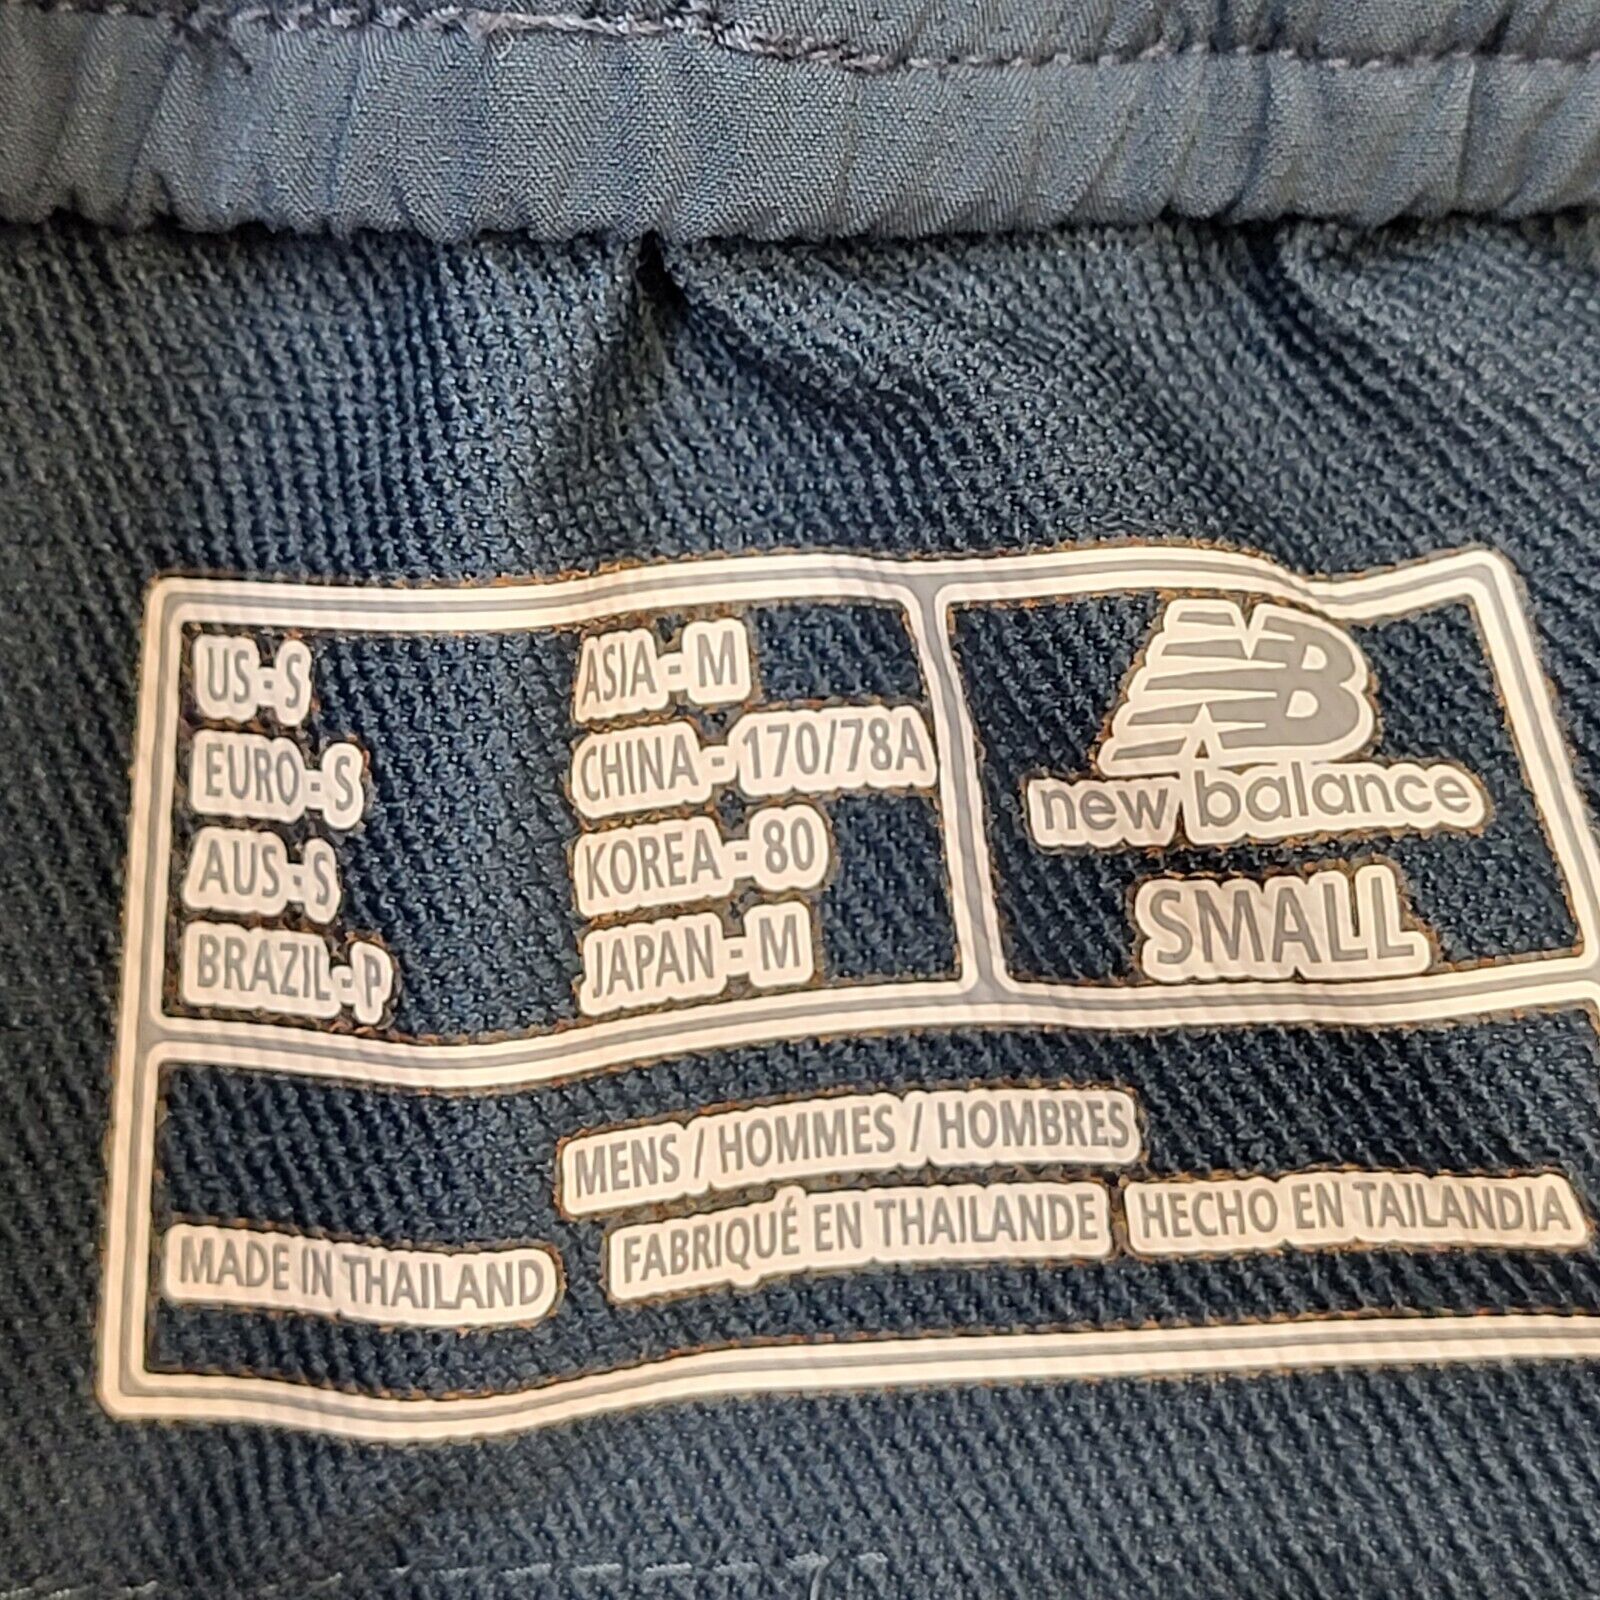 US - S
EURO - S
AUS - S
BRAZIL - P
ASIA - M
CHINA - 170/78A
KOREA - 80
JAPAN - M
NB
new balance
SMALL
MENS / HOMMES / HOMBRES
MADE IN THAILAND FABRIQUÉ EN THAILANDE HECHO EN TAILANDIA